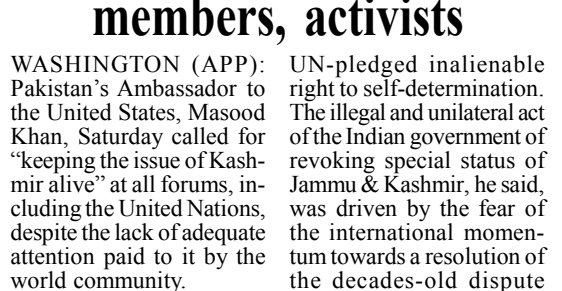 members, activists
WASHINGTON (APP):
Pakistan's Ambassador to
the United States, Masood
Khan, Saturday called for
“keeping the issue of Kash-
mir alive” at all forums, in-
cluding the United Nations,
despite the lack of adequate
attention paid to it by the
world community.
UN-pledged inalienable
right to self-determination.
The illegal and unilateral act
of the Indian government of
revoking special status of
Jammu & Kashmir, he said,
was driven by the fear of
the international momen-
tum towards a resolution of
the decades-old dispute